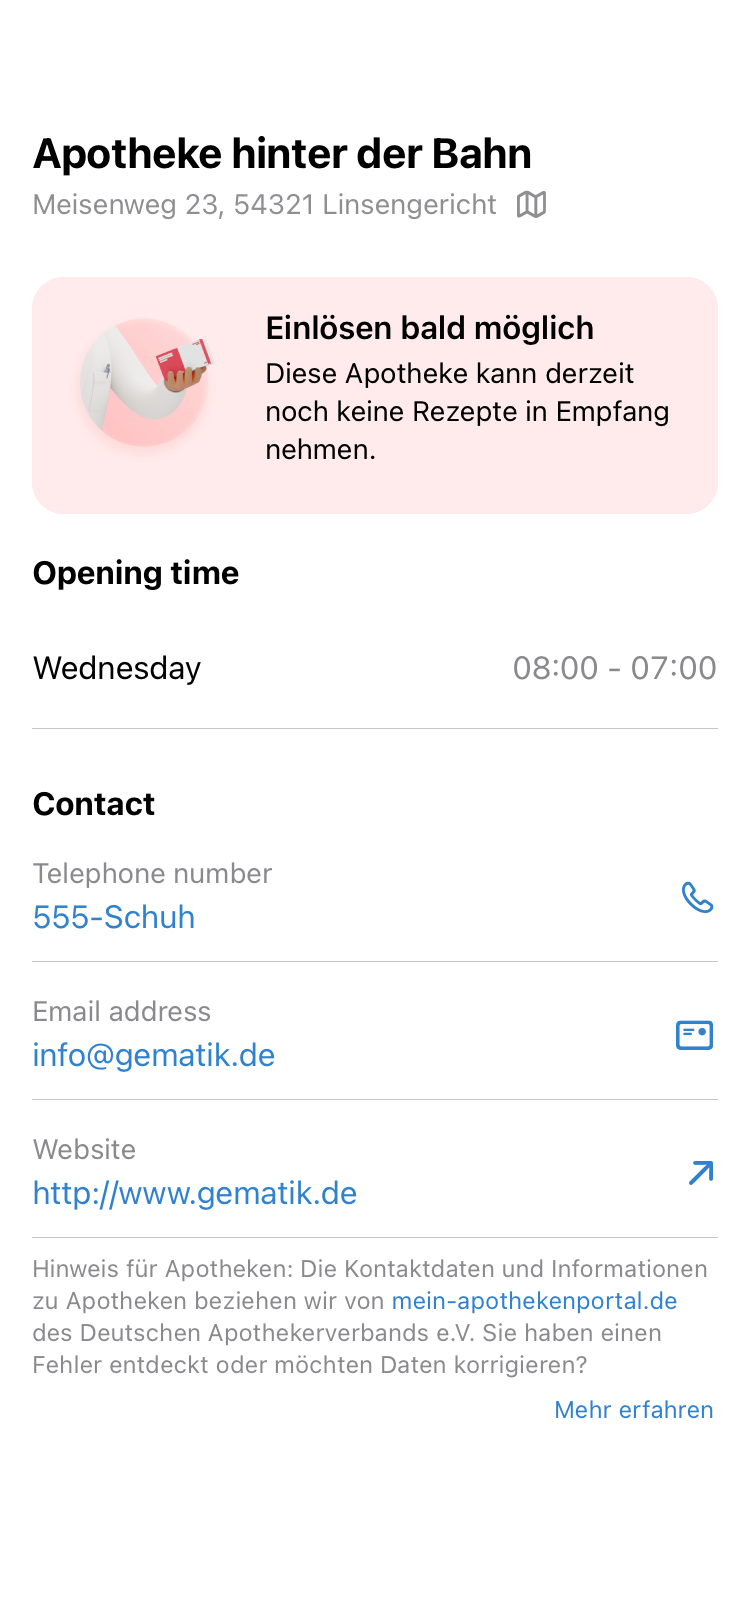 Apotheke hinter der Bahn
Meisenweg 23, 54321 Linsengericht
Einlösen bald möglich
Diese Apotheke kann derzeit
noch keine Rezepte in Empfang
nehmen.
Opening time
Wednesday 08:00 - 07:00
Contact
Telephone number
555-Schuh
Email address
info@gematik.de
Website
http://www.gematik.de
Hinweis für Apotheken: Die Kontaktdaten und Informationen
zu Apotheken beziehen wir von mein-apothekenportal.de
des Deutschen Apothekerverbands e.V. Sie haben einen
Fehler entdeckt oder möchten Daten korrigieren?
Mehr erfahren